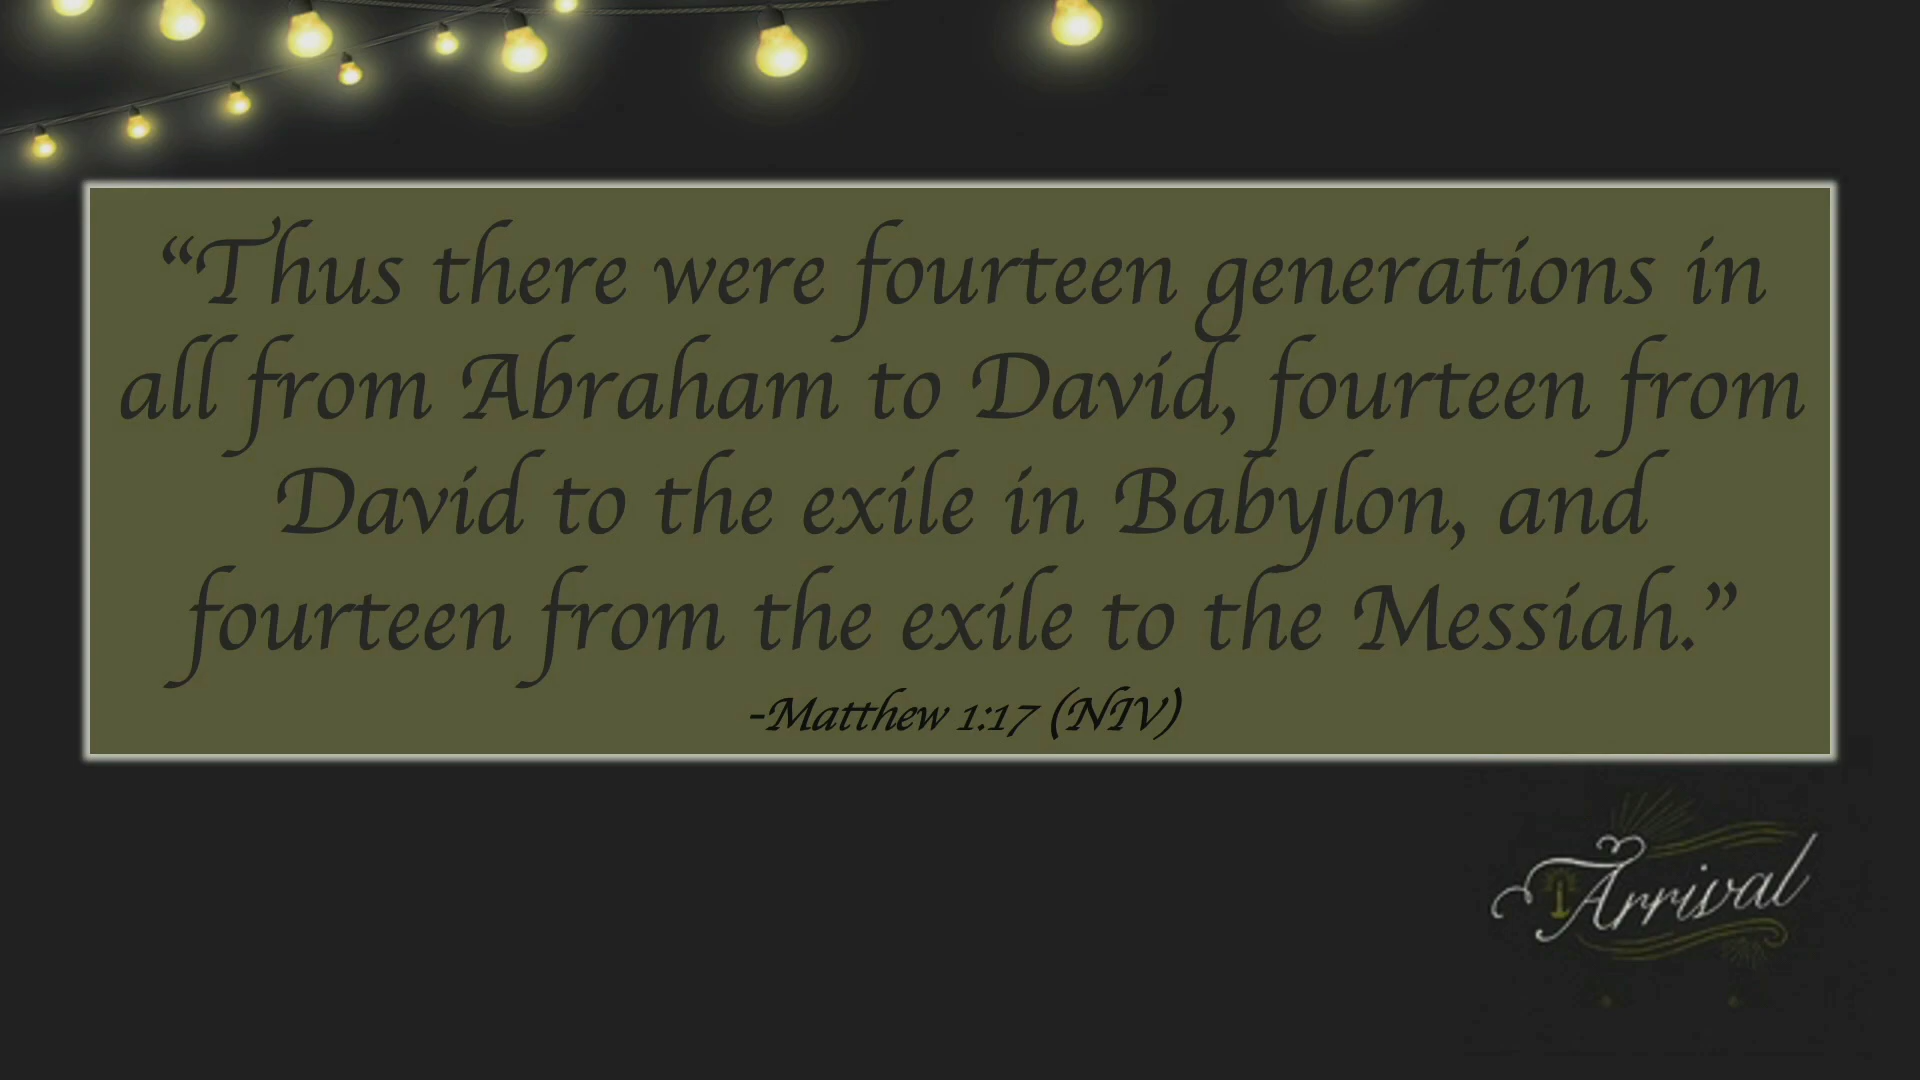 “Thus there were fourteen generations in
all from Abraham to David, fourteen from
David to the exile in Babylon, and
fourteen from the exile to the Messiah.”
-Matthew 1:17 (NIV)
Arrival